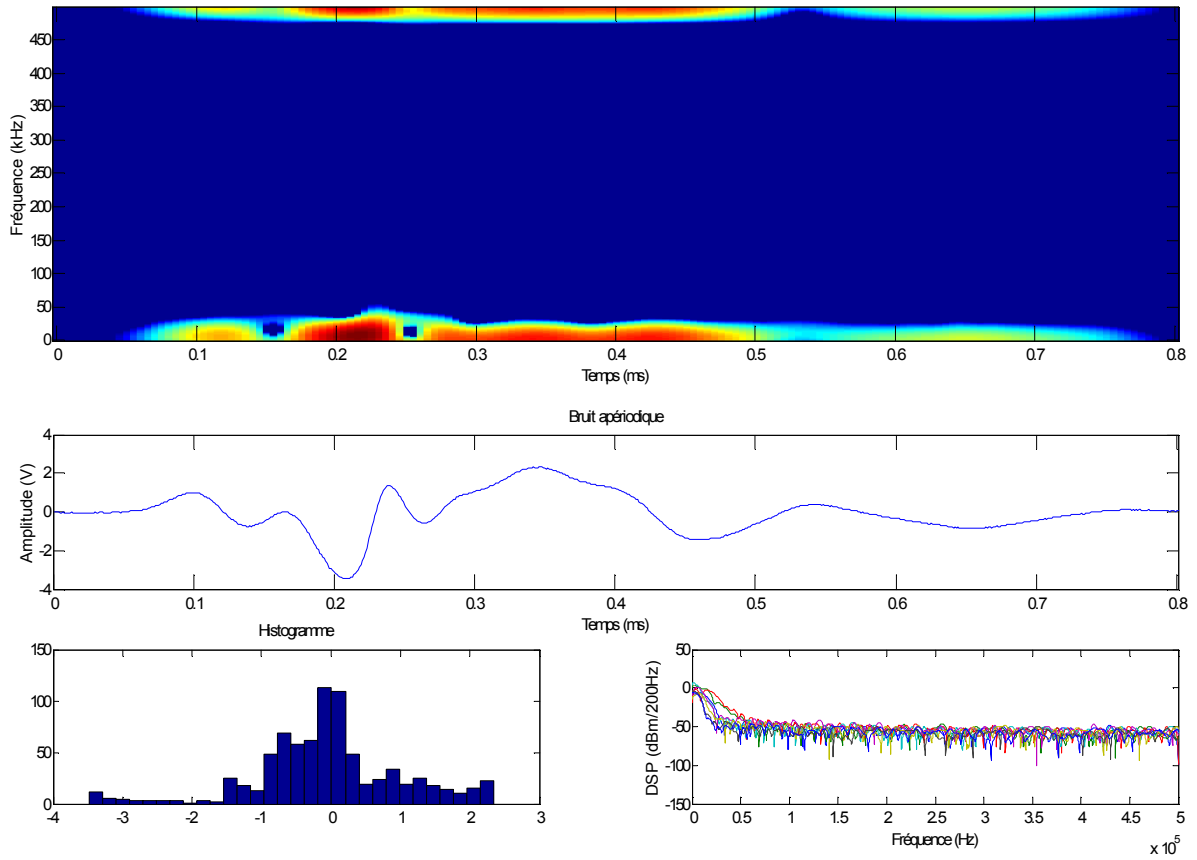 450
400
350
300
250
200
150
100
50
0
Fréquence (kHz)
0 0.1 0.2 0.3 0.4 0.5 0.6 0.7 0.8
Temps (ms)
Bruit apériodique
4
2
0
-2
-4
Amplitude (V)
0 0.1 0.2 0.3 0.4 0.5 0.6 0.7 0.8
Temps (ms)
Histogramme
150
100
50
0
-4 -3 -2 -1 0 1 2 3
50
0
-50
-100
-150
DSP (dBm/200Hz)
0 0.5 1 1.5 2 2.5 3 3.5 4 4.5 5
Fréquence (Hz)
x 10^5